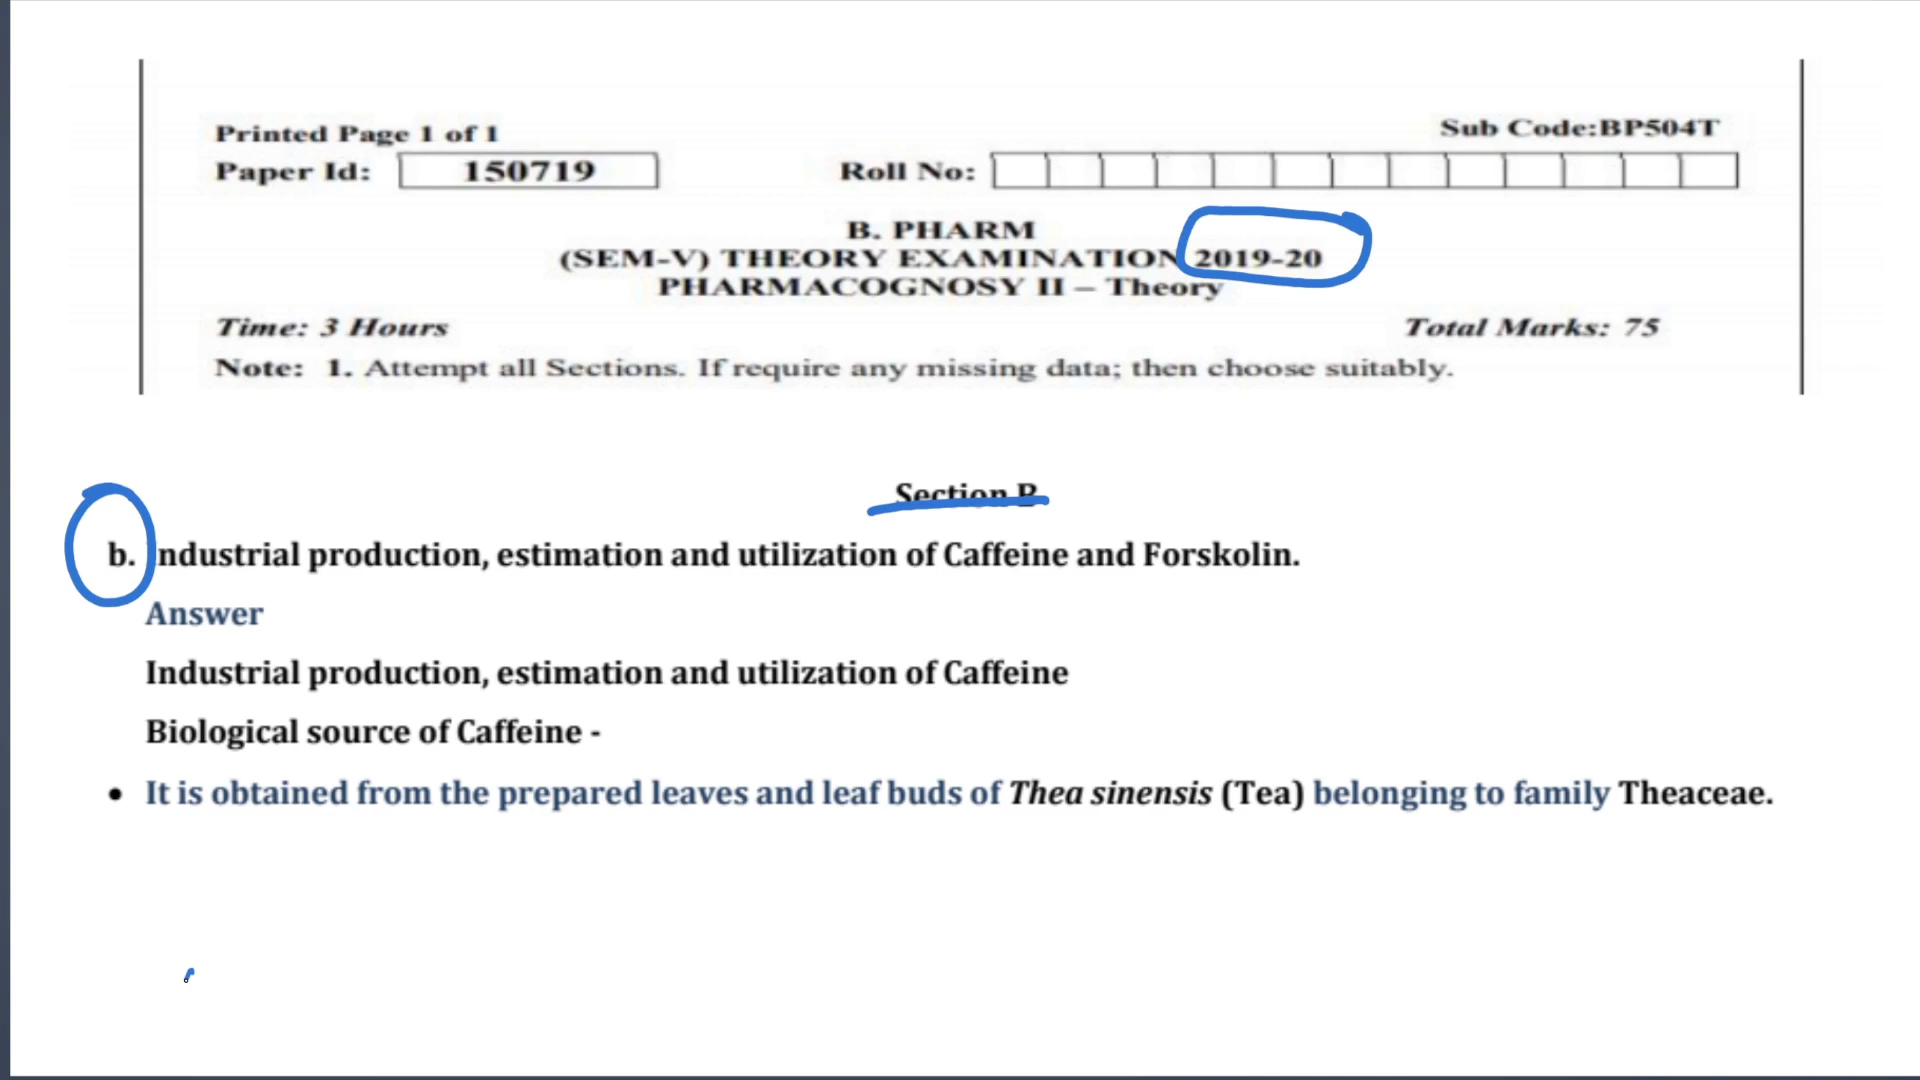 Printed Page 1 of 1
Sub Code:BP504T
Paper Id: 150719
Roll No:
B. PHARM
(SEM-V) THEORY EXAMINATION 2019-20
PHARMACOGNOSY II – Theory
Time: 3 Hours
Total Marks: 75
Note: 1. Attempt all Sections. If require any missing data; then choose suitably.
Section B
b. Industrial production, estimation and utilization of Caffeine and Forskolin.
Answer
Industrial production, estimation and utilization of Caffeine
Biological source of Caffeine -
• It is obtained from the prepared leaves and leaf buds of Thea sinensis (Tea) belonging to family Theaceae.